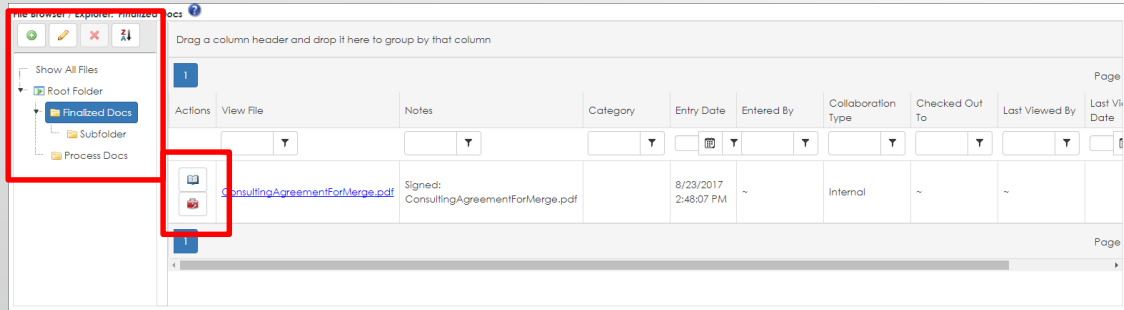 File Browser / Explorer: Finalized Docs
Drag a column header and drop it here to group by that column
Show All Files
Root Folder
Finalized Docs
Subfolder
Process Docs
1
Page
Actions View File Notes Category Entry Date Entered By Collaboration Type Checked Out To Last Viewed By Last Vi
Date
ConsultingAgreementForMerge.pdf
Signed:
ConsultingAgreementForMerge.pdf
8/23/2017
2:48:07 PM
~
Internal
~
~
1
Page